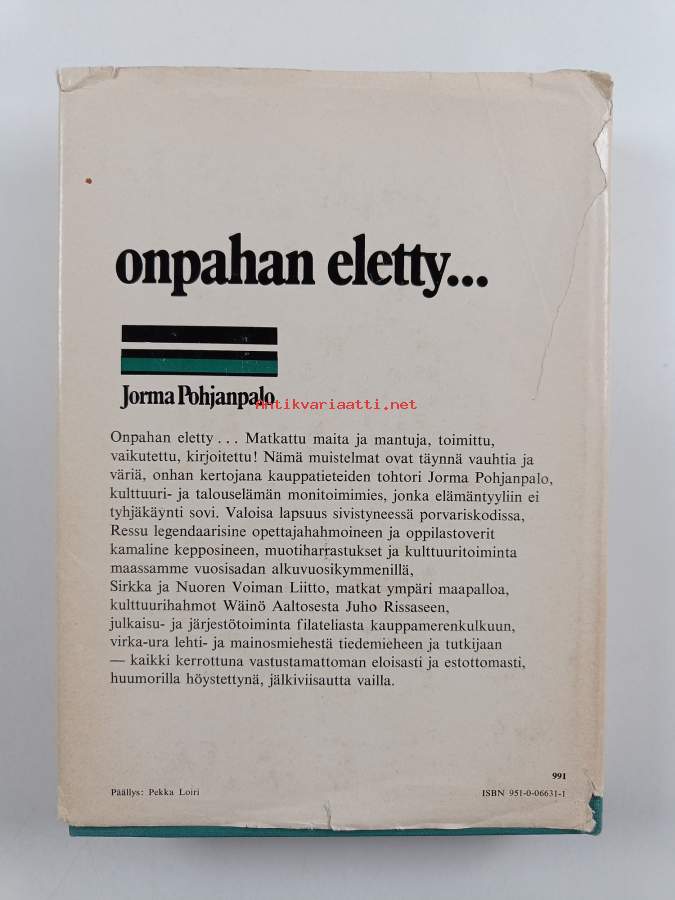 onpahan eletty...
Jorma Pohjanpalo
Antikvariaatti.net
Onpahan eletty... Matkattu maita ja mantuja, toimittu,
vaikutettu, kirjoitettu! Nämä muistelmat ovat täynnä vauhtia ja
väriä, onhan kertojana kauppatieteiden tohtori Jorma Pohjanpalo,
kulttuuri- ja talouselämän monitoimimies, jonka elämäntyyliin ei
tyhjäkäynti sovi. Valoisa lapsuus sivistyneessä porvariskodissa,
Ressu legendaarisine opettajahahmoineen ja oppilastoverit
kamaline kepposineen, muotiharrastukset ja kulttuuritoiminta
maassamme vuosisadan alkuvuosikymmenillä,
Sirkka ja Nuoren Voiman Liitto, matkat ympäri maapalloa,
kulttuurihahmot Wäinö Aaltosesta Juho Rissaseen,
julkaisu- ja järjestötoiminta filateliasta kauppamerenkulkuun,
virka-ura lehti- ja mainosmiehestä tiedemieheen ja tutkijaan
— kaikki kerrottuna vastustamattoman eloisasti ja estottomasti,
huumorilla höystettynä, jälkiviisautta vailla.
991
Päällys: Pekka Loiri
ISBN 951-0-06631-1